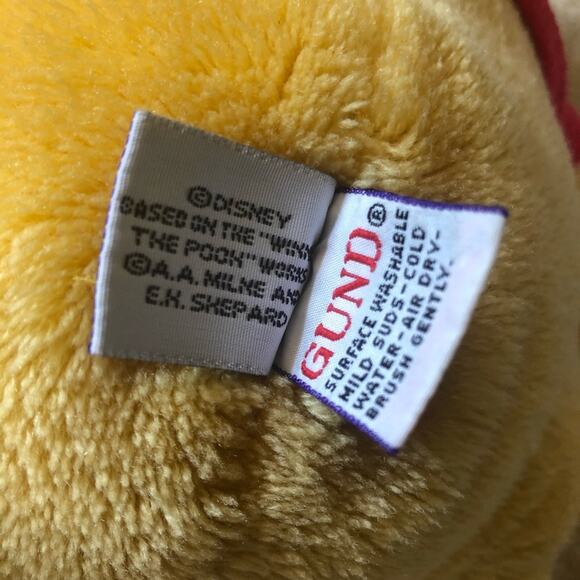 ©DISNEY
BASED ON THE "WINN
THE POOH" WORKS
©A.A. MILNE AN
E.H. SHEPARD
GUND®
SURFACE WASHABLE
MILD SUDS-COLD
WATER-AIR DRY-
BRUSH GENTLY-